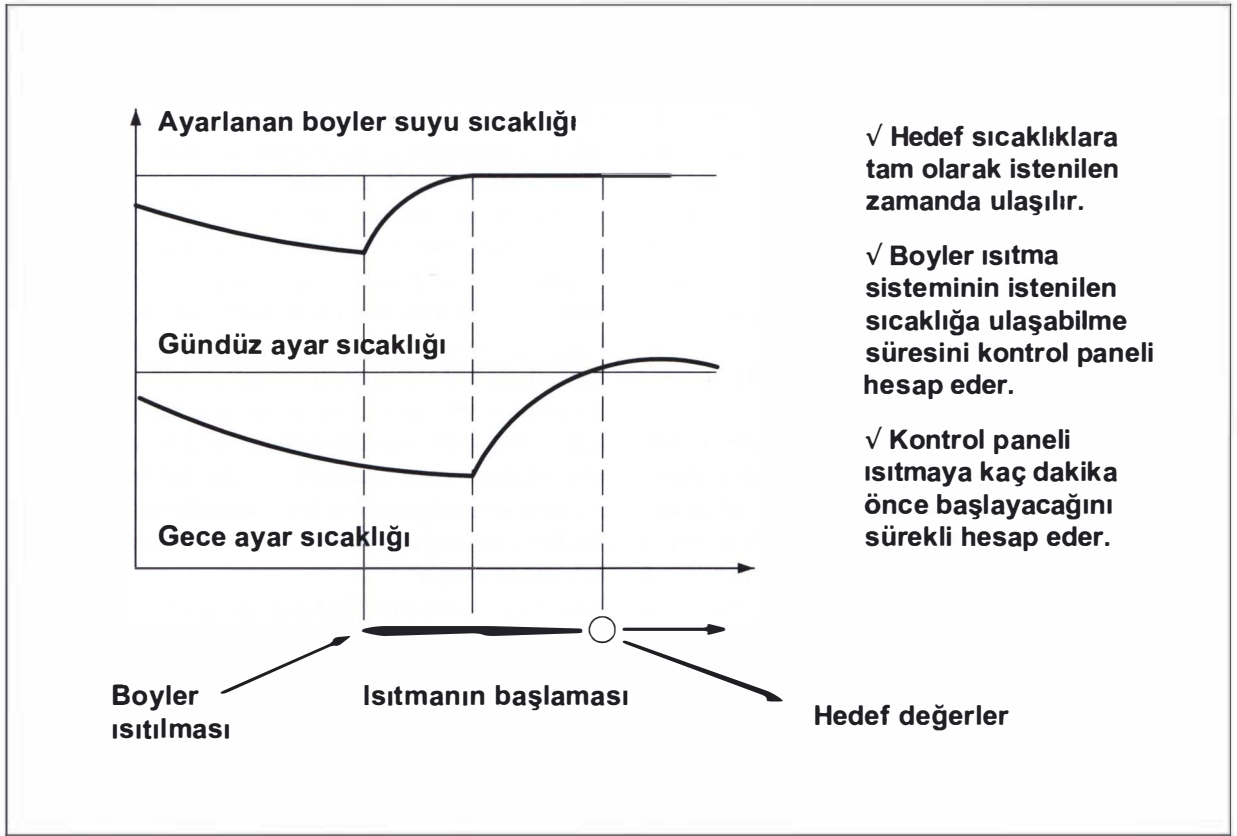 Ayarlanan boyler suyu sıcaklığı
Gündüz ayar sıcaklığı
Gece ayar sıcaklığı
Boyler
ısıtılması
Isıtmanın başlaması
Hedef değerler
√ Hedef sıcaklıklara
tam olarak istenilen
zamanda ulaşılır.
√ Boyler ısıtma
sisteminin istenilen
sıcaklığa ulaşabilme
süresini kontrol paneli
hesap eder.
√ Kontrol paneli
ısıtmaya kaç dakika
önce başlayacağını
sürekli hesap eder.